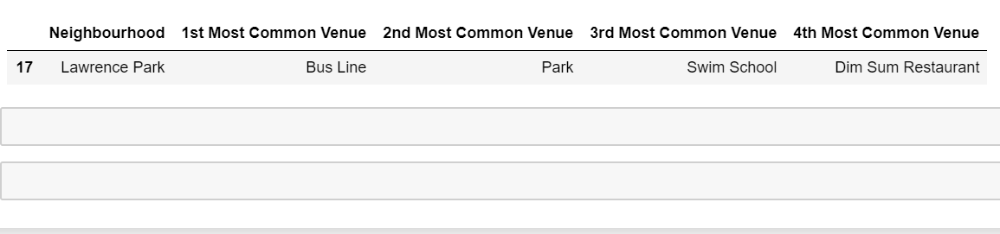 Neighbourhood 1st Most Common Venue 2nd Most Common Venue 3rd Most Common Venue 4th Most Common Venue
17 Lawrence Park Bus Line Park Swim School Dim Sum Restaurant